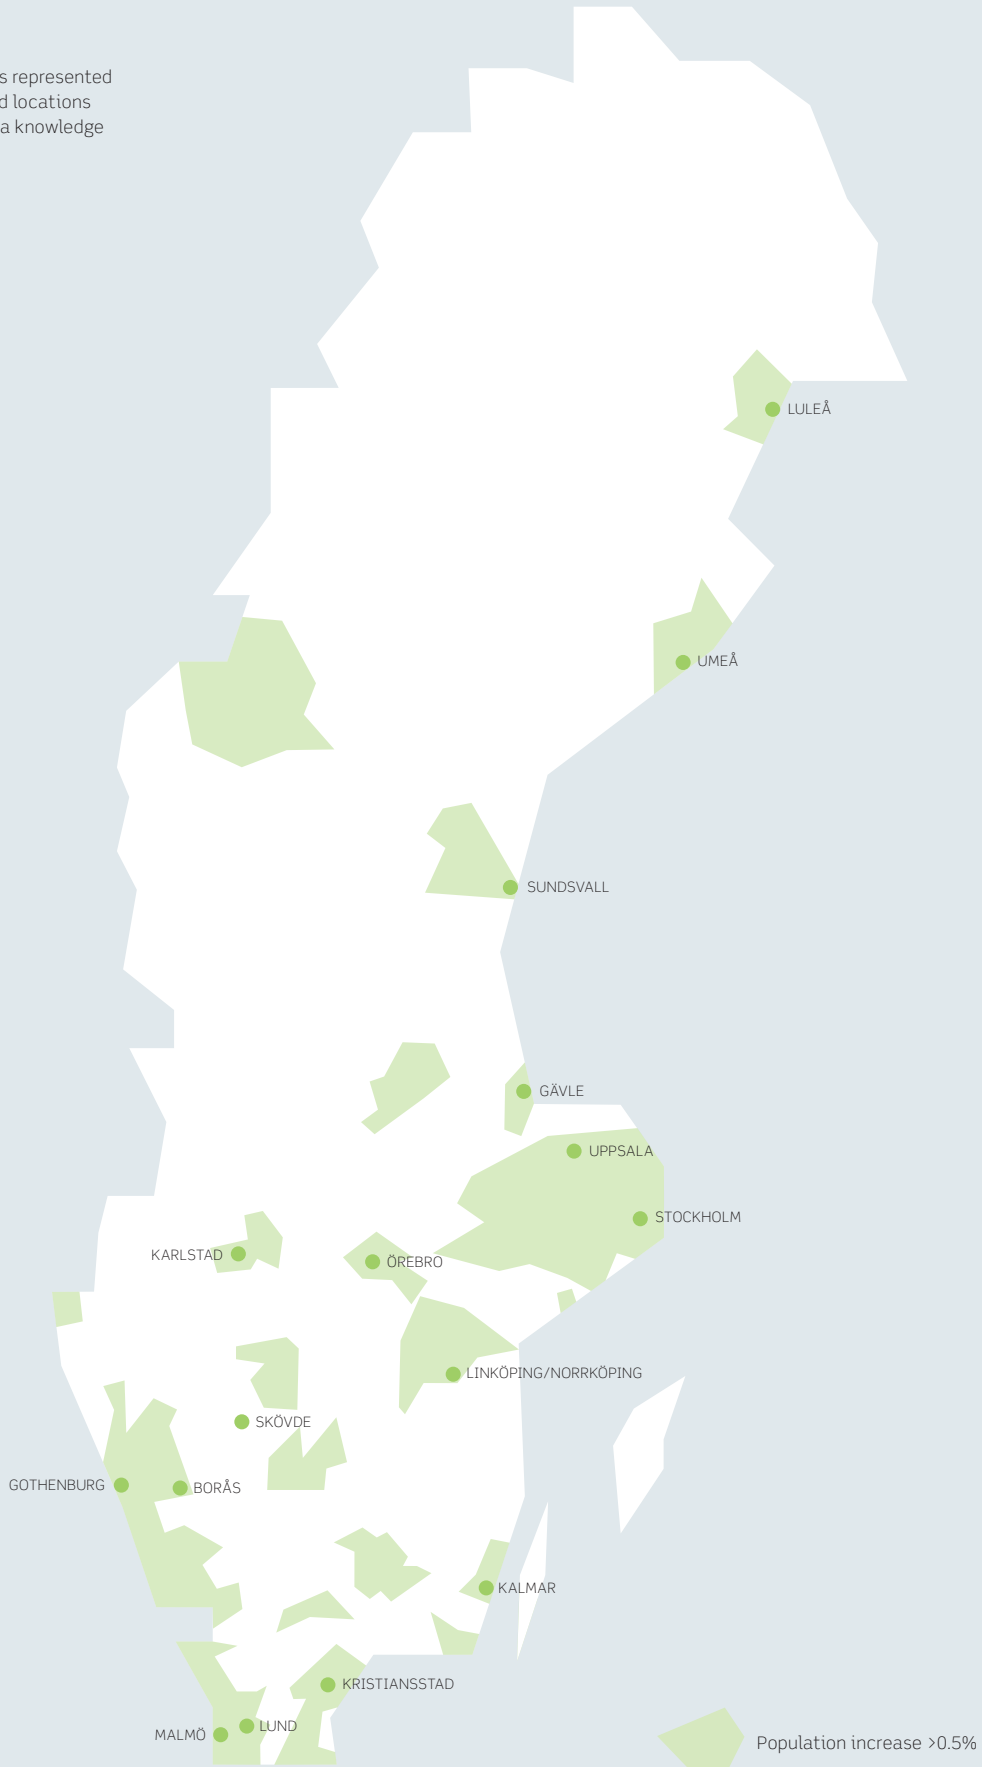 s represented
d locations
a knowledge
LULEÅ
UMEÅ
SUNDSVALL
GÄVLE
UPPSALA
STOCKHOLM
KARLSTAD
ÖREBRO
LINKÖPING/NORRKÖPING
SKÖVDE
GOTHENBURG
BORÅS
KALMAR
KRISTIANSSTAD
LUND
MALMÖ
Population increase >0.5%